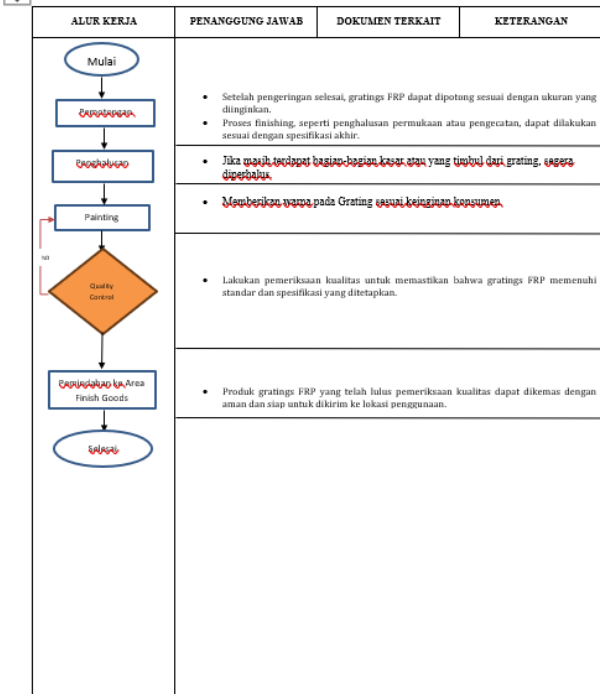 ALUR KERJA PENANGGUNG JAWAB DOKUMEN TERKAIT KETERANGAN
Mulai
• Setelah pengeringan selesai, gratings FRP dapat dipotong sesuai dengan ukuran yang
diinginkan.
• Proses finishing, seperti penghalusan permukaan atau pengecatan, dapat dilakukan
sesuai dengan spesifikasi akhir.
Pemotongan
Penghalusan
• Jika masih terdapat bagian-bagian kasar atau yang timbul dari grating, segera
diperhalus
Painting
• Memberikan warna pada Grating sesuai keinginan konsumen
NO
Quality
Control
• Lakukan pemeriksaan kualitas untuk memastikan bahwa gratings FRP memenuhi
standar dan spesifikasi yang ditetapkan.
Pemindahan ke Area
Finish Goods
• Produk gratings FRP yang telah lulus pemeriksaan kualitas dapat dikemas dengan
aman dan siap untuk dikirim ke lokasi penggunaan.
Selesai